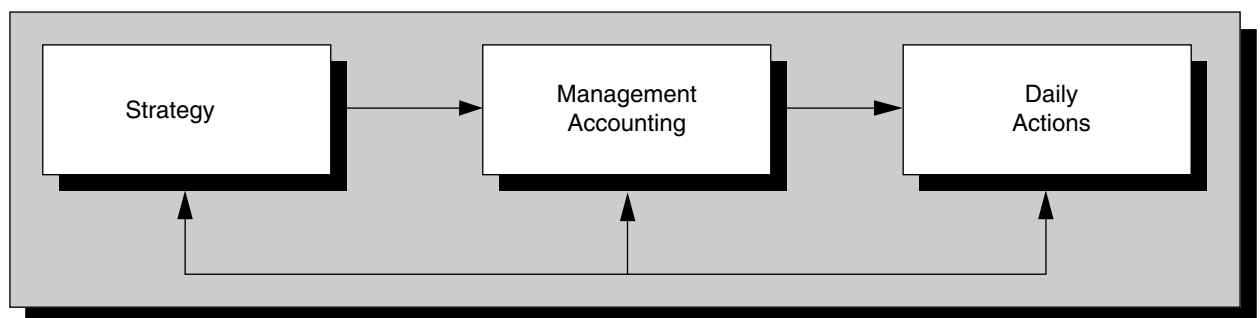 Strategy
Management
Accounting
Daily
Actions